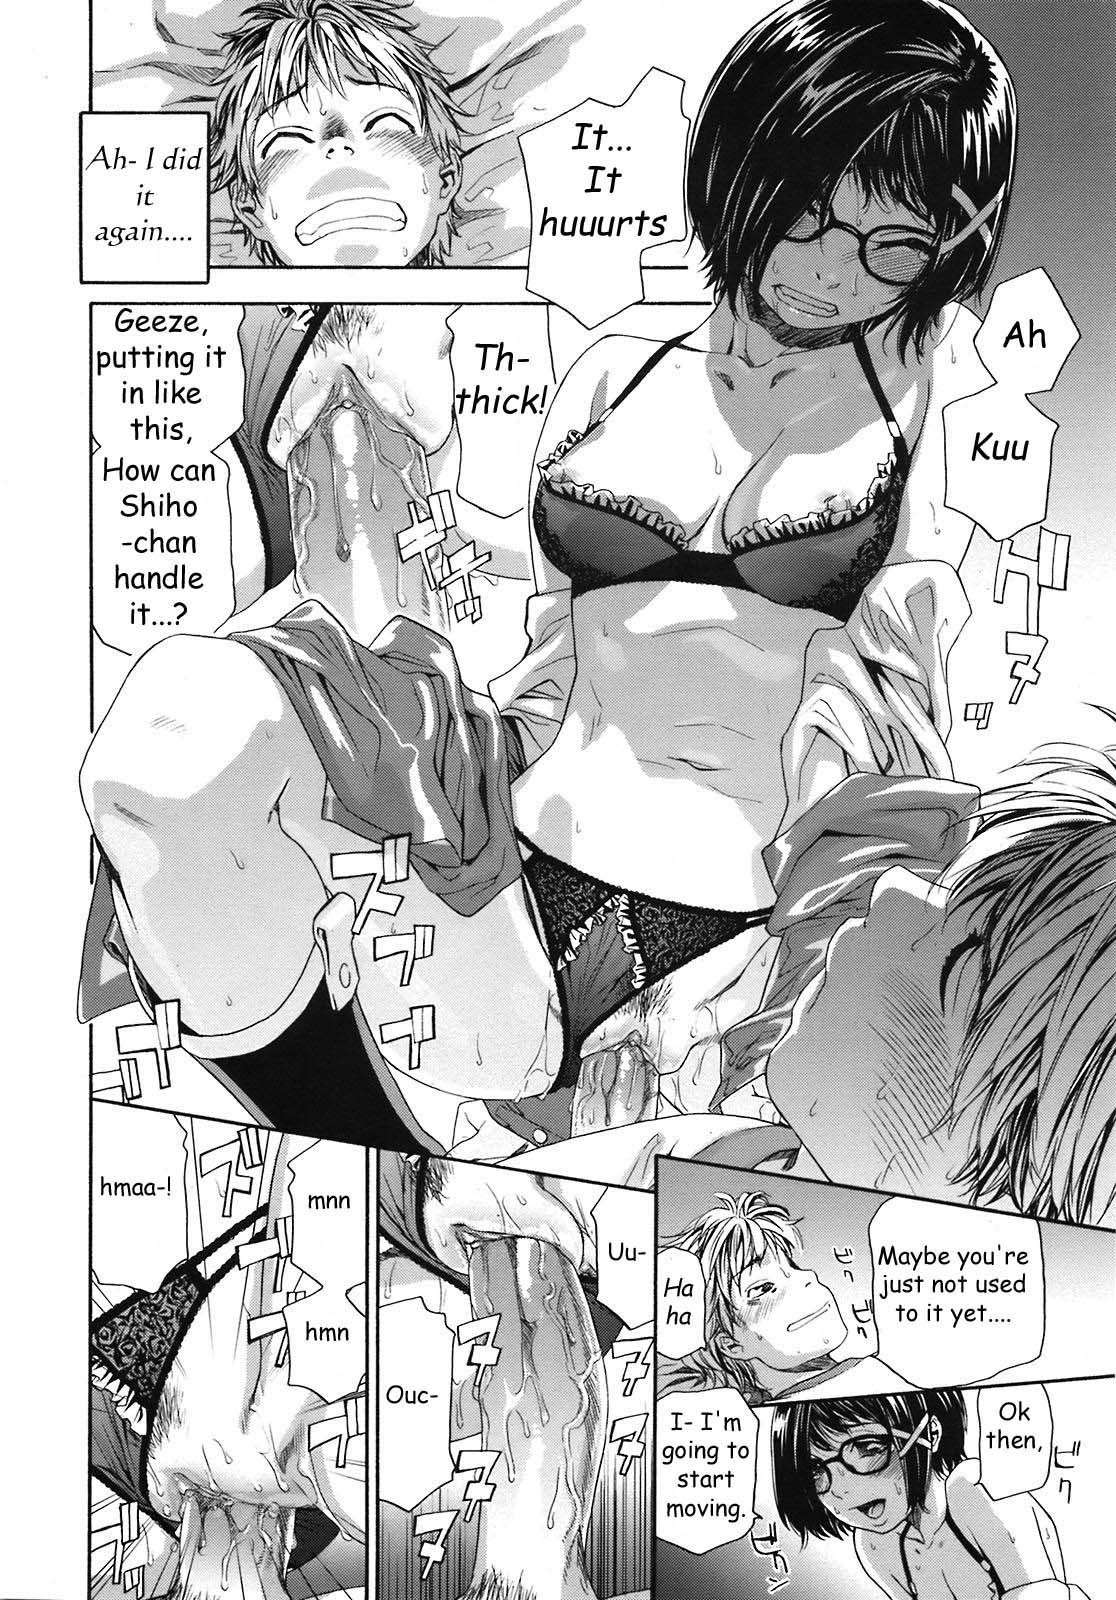 Ah- I did
it
again....
It...
It
huuurts
Ah
Kuu
Th-
thick!
Geeze,
putting it
in like
this,
How can
Shiho
-chan
handle
it...?
Maybe you're
just not used
to it yet....
Ha
ha
Ok
then,
I- I'm
going to
start
moving.
Uu-
Ouc-
mnn
hmn
hmaa-!